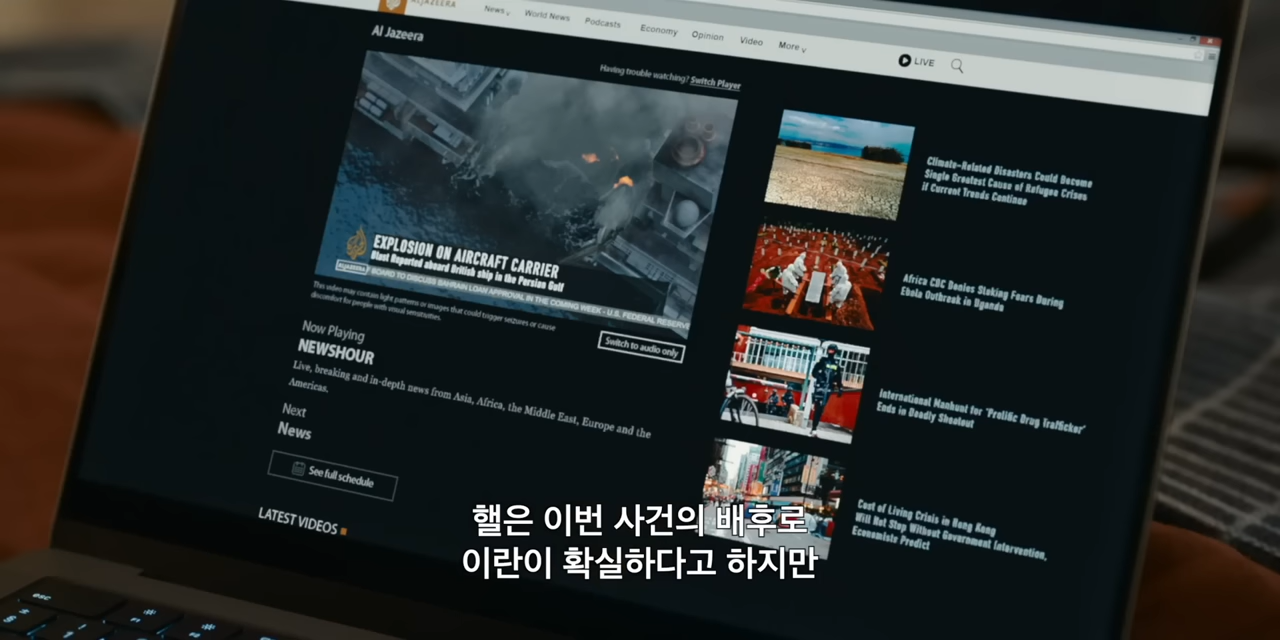 ALJAZEERA
News
World News
Podcasts
Economy
Opinion
Video
More
LIVE
Al Jazeera
Having trouble watching? Switch Player
EXPLOSION ON AIRCRAFT CARRIER
Blast Reported aboard British ship in the Persian Gulf
ALJAZEERA
BOARD TO DISCUSS BAHRAIN LOAN APPROVAL IN THE COMING WEEK - U.S. FEDERAL RESERVE
This video may contain light patterns or images that could trigger seizures or cause
discomfort for people with visual sensitivities.
Switch to audio only
Now Playing
NEWSHOUR
Live, breaking and in-depth news from Asia, Africa, the Middle East, Europe and the
Americas.
Next
News
See full schedule
LATEST VIDEOS
Climate-Related Disasters Could Become
Single Greatest Cause of Refugee Crises
if Current Trends Continue
Africa CDC Denies Stoking Fears During
Ebola Outbreak in Uganda
International Manhunt for 'Prolific Drug Trafficker'
Ends in Deadly Shootout
Cost of Living Crisis in Hong Kong
Will Not Stop Without Government Intervention,
Economists Predict
esc
핼은 이번 사건의 배후로
이란이 확실하다고 하지만